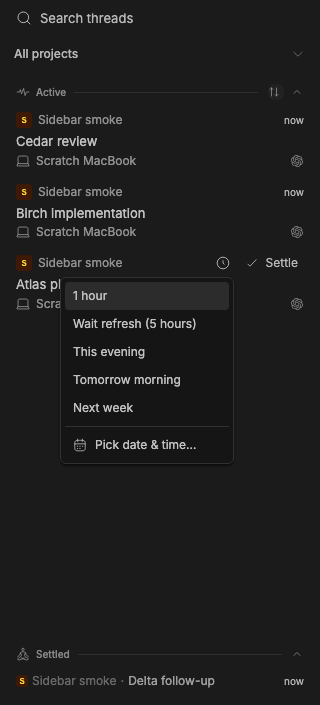 Search threads
All projects
Active
S Sidebar smoke now
Cedar review
Scratch MacBook
S Sidebar smoke now
Birch implementation
Scratch MacBook
S Sidebar smoke Settle
Atlas
1 hour
Wait refresh (5 hours)
This evening
Tomorrow morning
Next week
Pick date & time...
Settled
S Sidebar smoke · Delta follow-up now